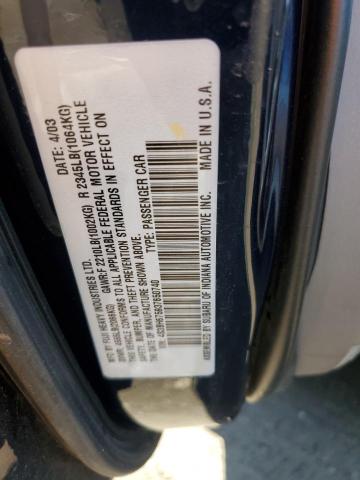 MFD BY FUJI HEAVY INDUSTRIES LTD. DATE: 4/03
GAWR:F 2210LB(1002KG) R 2345LB(1064KG)
THIS VEHICLE CONFORMS TO ALL APPLICABLE FEDERAL MOTOR VEHICLE
SAFETY, BUMPER, AND THEFT PREVENTION STANDARDS IN EFFECT ON
THE DATE OF MANUFACTURE SHOWN ABOVE.
VIN: TYPE: PASSENGER CAR
ASSEMBLED BY SUBARU OF INDIANA AUTOMOTIVE INC. MADE IN U.S.A.